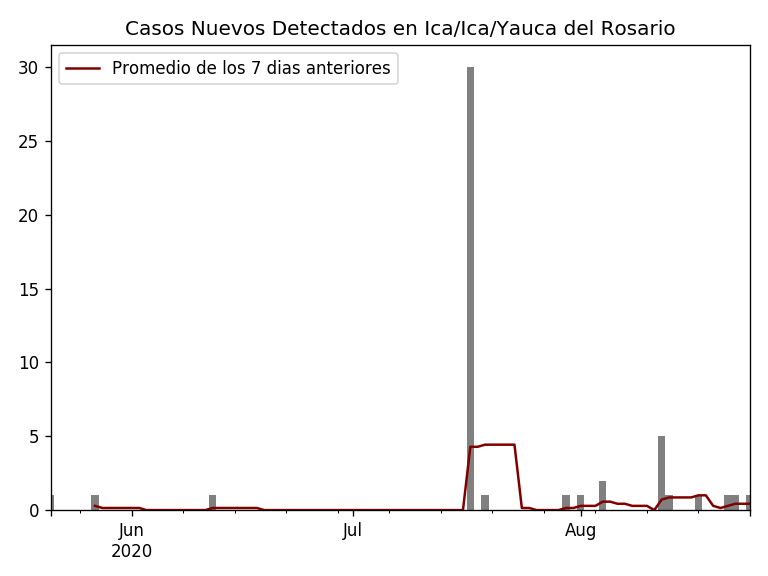 Casos Nuevos Detectados en Ica/Ica/Yauca del Rosario
Promedio de los 7 dias anteriores
30
25
20
15
10
5
0
Jun
2020
Jul
Aug